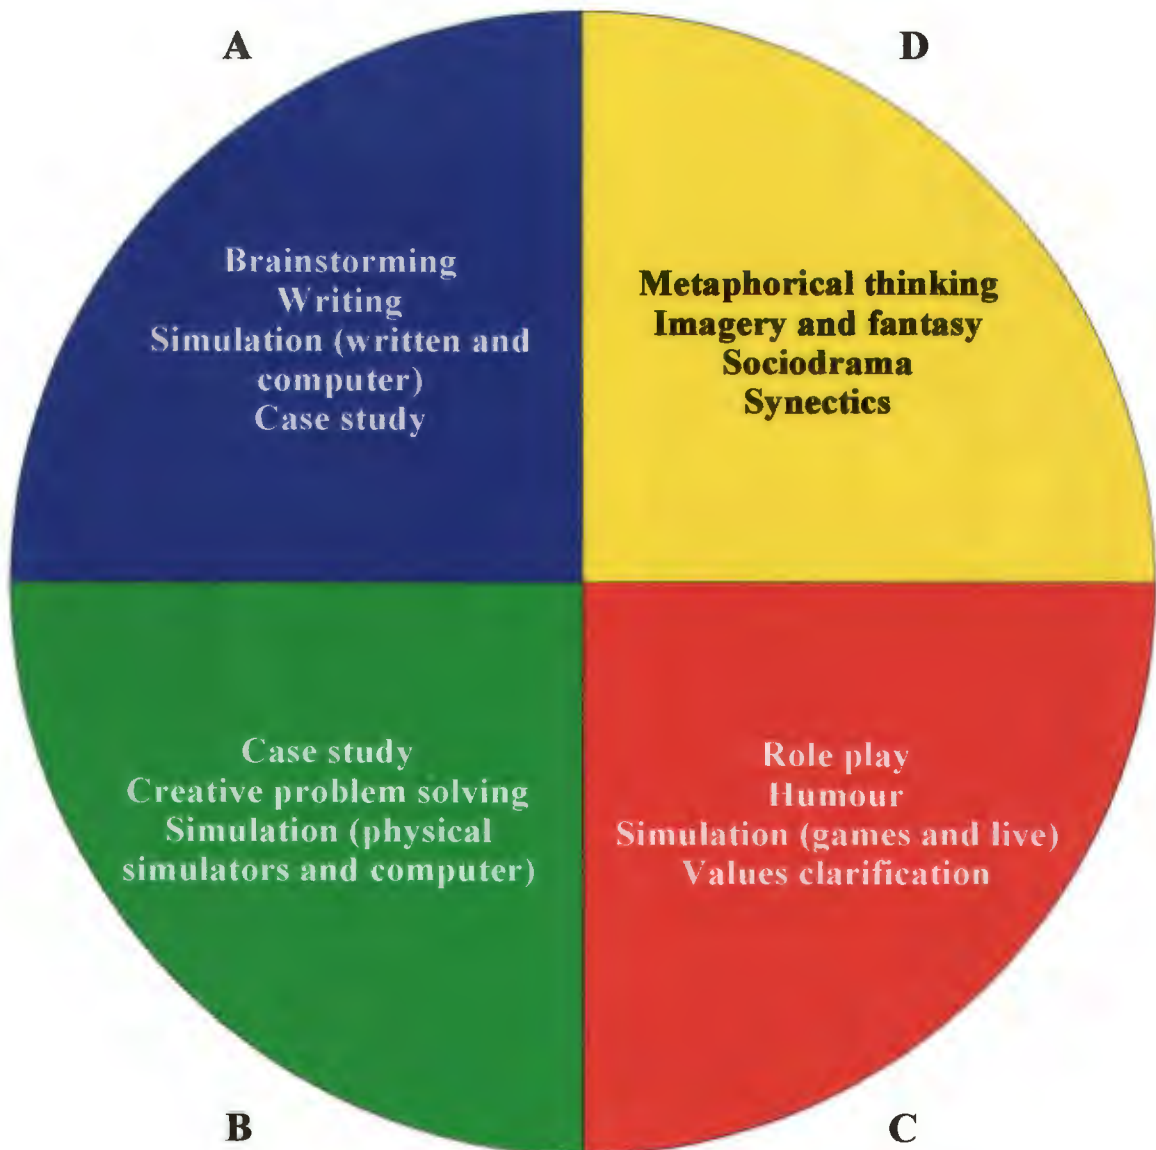 A
D
Brainstorming
Writing
Simulation (written and
computer)
Case study
Metaphorical thinking
Imagery and fantasy
Sociodrama
Synectics
Case study
Creative problem solving
Simulation (physical
simulators and computer)
Role play
Humour
Simulation (games and live)
Values clarification
B
C